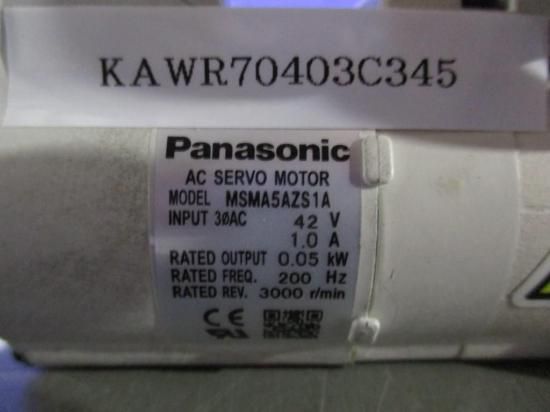 KAWR70403C345
Panasonic
AC SERVO MOTOR
MODEL MSMA5AZS1A
INPUT 3øAC 42 V
1.0 A
RATED OUTPUT 0.05 kW
RATED FREQ. 200 Hz
RATED REV. 3000 r/min
CE